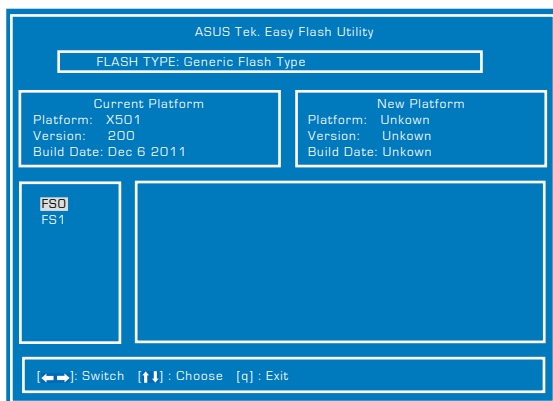 ASUS Tek. Easy Flash Utility
FLASH TYPE: Generic Flash Type
Current Platform
Platform: X501
Version: 200
Build Date: Dec 6 2011
New Platform
Platform: Unkown
Version: Unkown
Build Date: Unkown
FS0
FS1
[←→]: Switch [↑↓] : Choose [q] : Exit